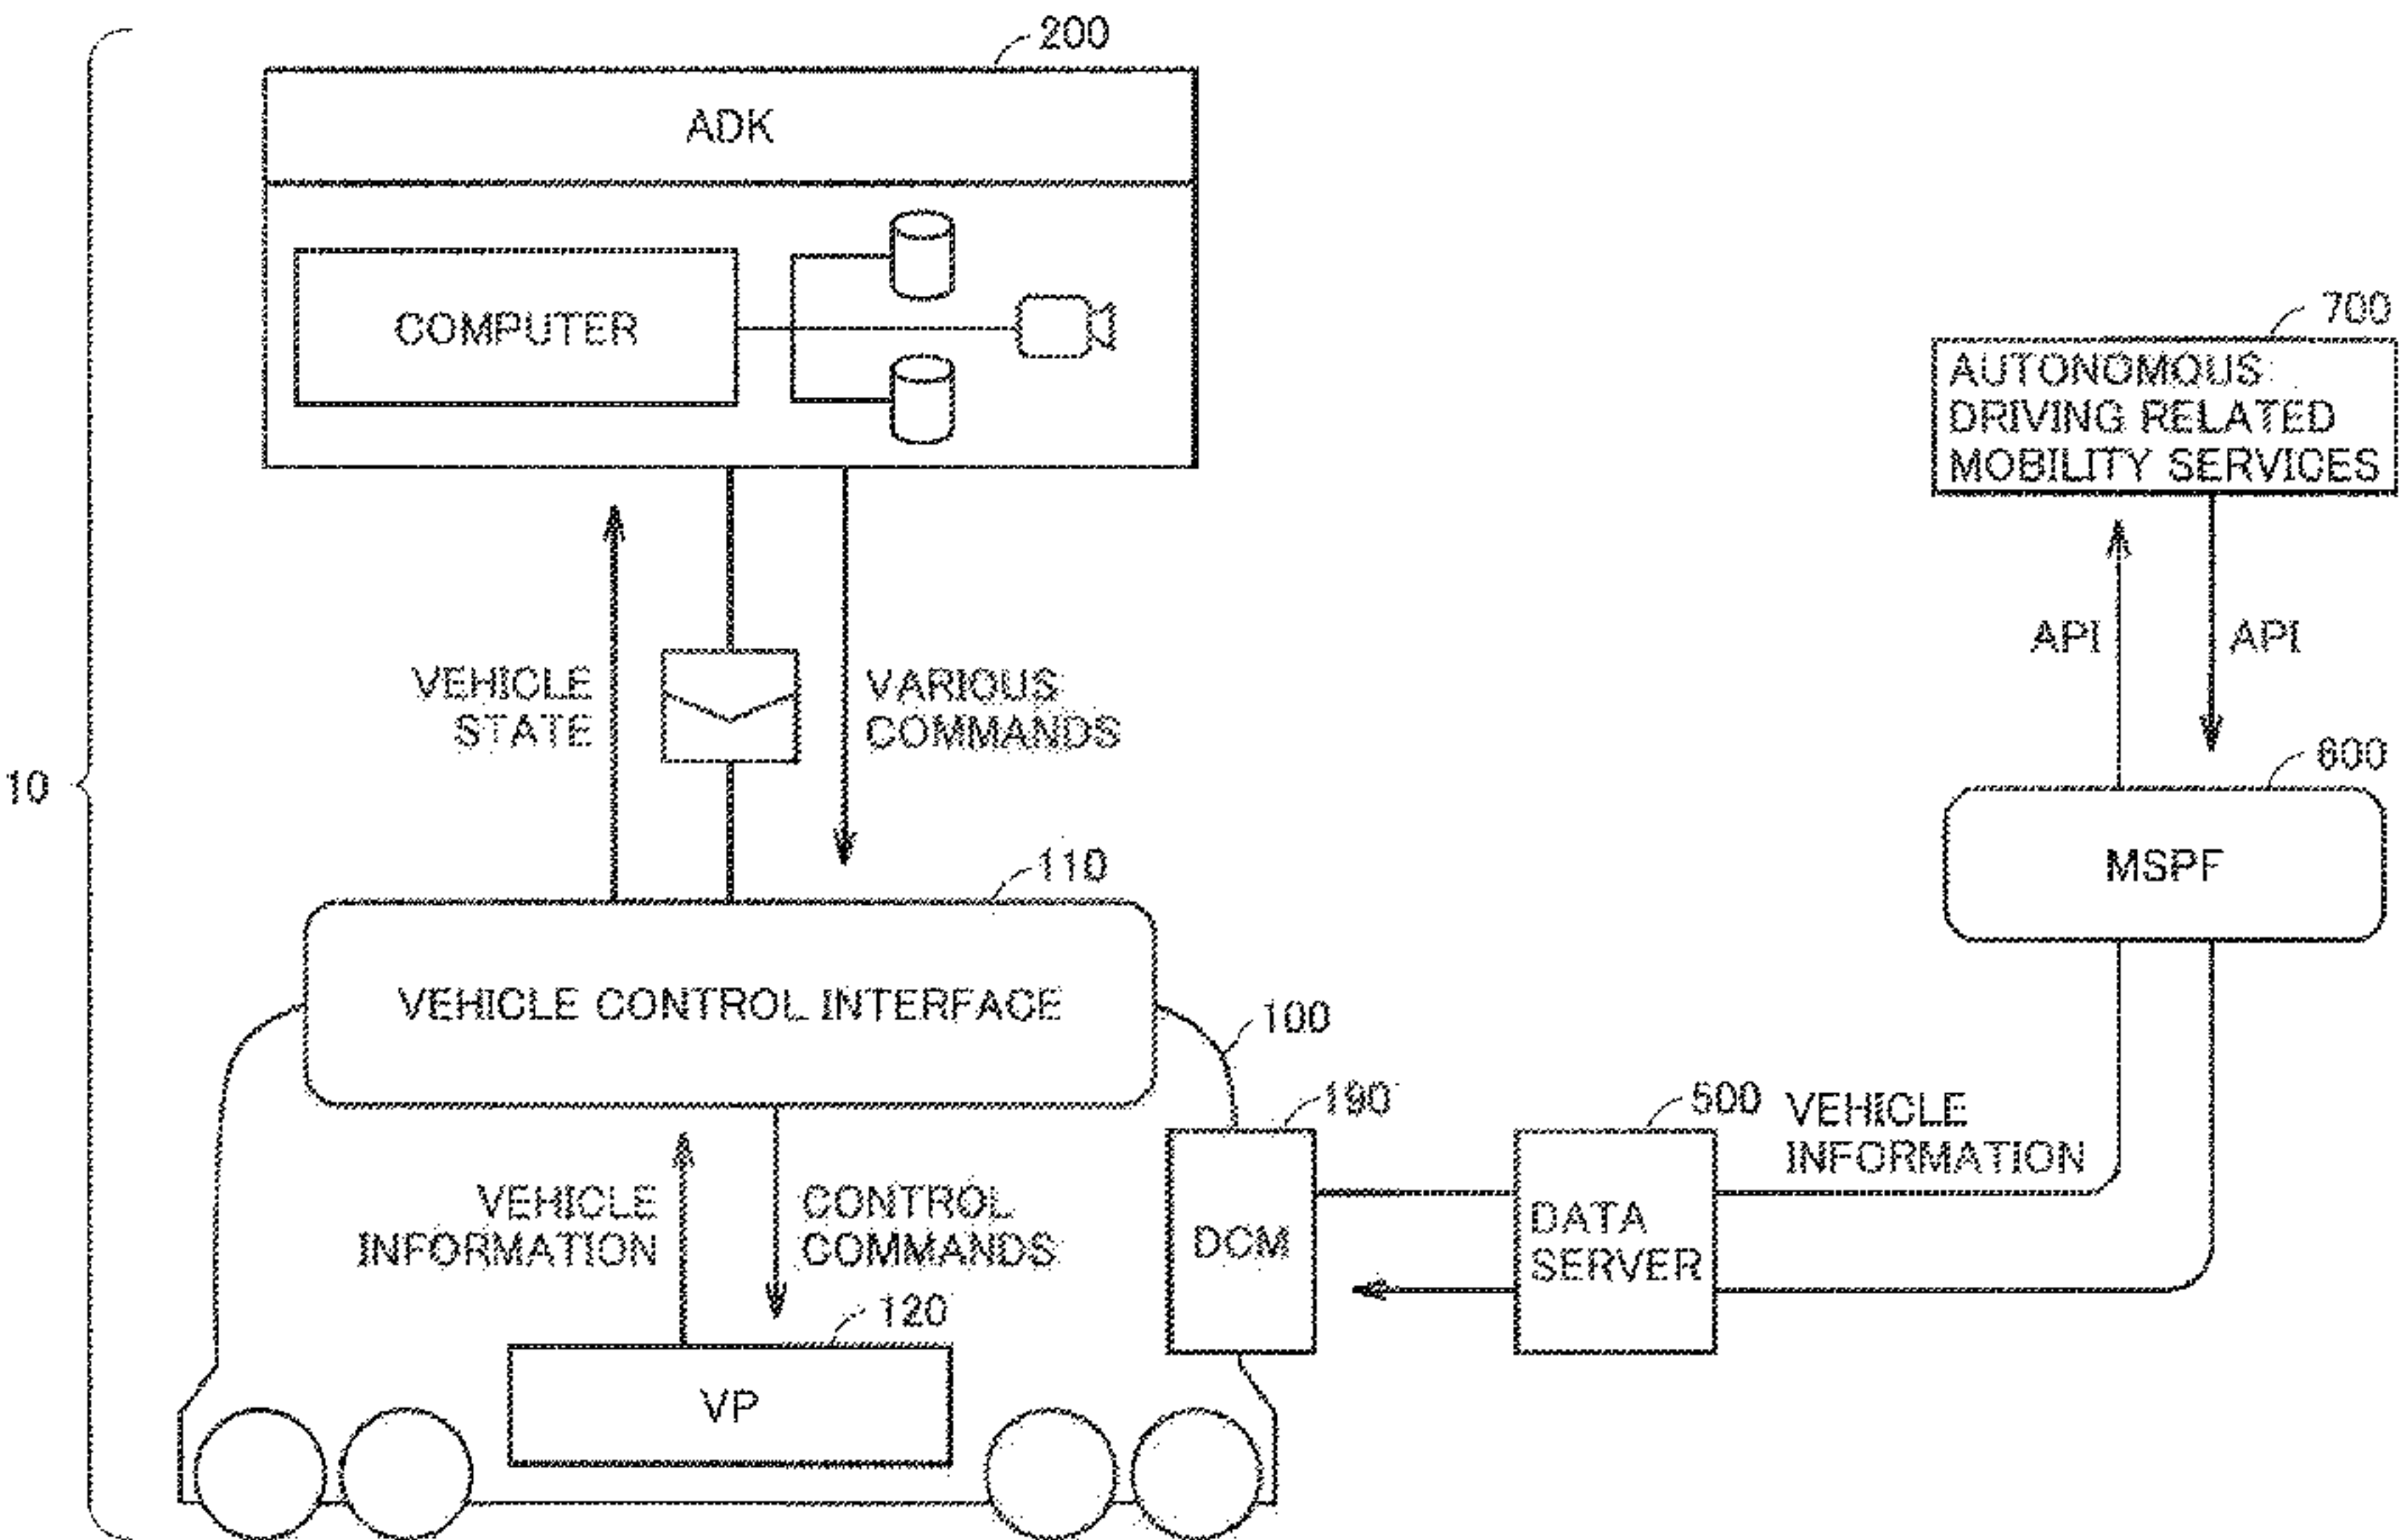 200
ADK
COMPUTER
700
AUTONOMOUS
DRIVING RELATED
MOBILITY SERVICES
API
API
VEHICLE
STATE
VARIOUS
COMMANDS
10
600
MSPF
110
VEHICLE CONTROL INTERFACE
100
190
500
VEHICLE
INFORMATION
DCM
DATA
SERVER
VEHICLE
INFORMATION
CONTROL
COMMANDS
120
VP